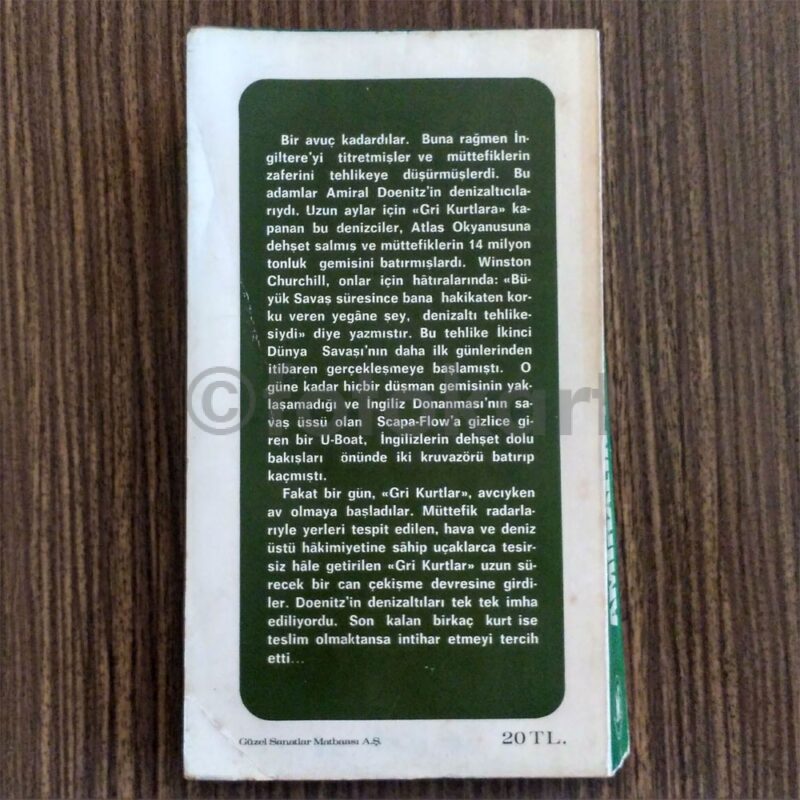 Bir avuç kadardılar. Buna rağmen İn-
giltere'yi titretmişler ve müttefiklerin
zaferini tehlikeye düşürmüşlerdi. Bu
adamlar Amiral Doenitz'in denizaltıcıla-
rıydı. Uzun aylar için «Gri Kurtlara» ka-
panan bu denizciler, Atlas Okyanusuna
dehşet salmış ve müttefiklerin 14 milyon
tonluk gemisini batırmışlardı. Winston
Churchill, onlar için hâtıralarında: «Bü-
yük Savaş süresince bana hakikaten kor-
ku veren yegâne şey, denizaltı tehlike-
siydi» diye yazmıstır. Bu tehlike İkinci
Dünya Savaşı'nın daha ilk günlerinden
itibaren gerçekleşmeye başlamıştı. O
güne kadar hiçbir düşman gemisinin yak-
laşamadığı ve İngiliz Donanması'nın sa-
vaş üssü olan Scapa-Flow'a gizlice gi-
ren bir U-Boat, İngilizlerin dehşet dolu
bakışları önünde iki kruvazörü batırıp
kaçmıştı.
Fakat bir gün, «Gri Kurtlar», avcıyken
av olmaya başladılar. Müttefik radarla-
rıyle yerleri tespit edilen, hava ve deniz
üstü hâkimiyetine sâhip uçaklarca tesir-
siz hâle getirilen «Gri Kurtlar» uzun sü-
recek bir can çekişme devresine girdi-
ler. Doenitz'in denizaltıları tek tek imha
ediliyordu. Son kalan birkaç kurt ise
teslim olmaktansa intihar etmeyi tercih
etti...
Güzel Sanatlar Matbaası A.Ş.
20 TL.